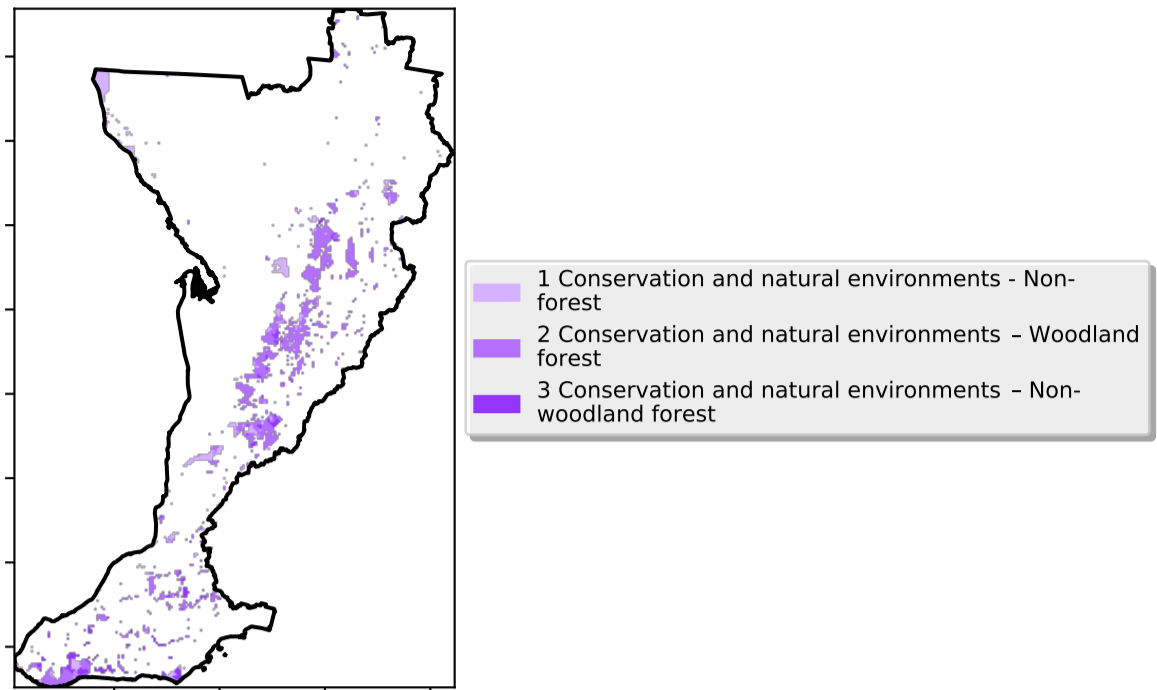 1 Conservation and natural environments - Non-
forest
2 Conservation and natural environments – Woodland
forest
3 Conservation and natural environments – Non-
woodland forest